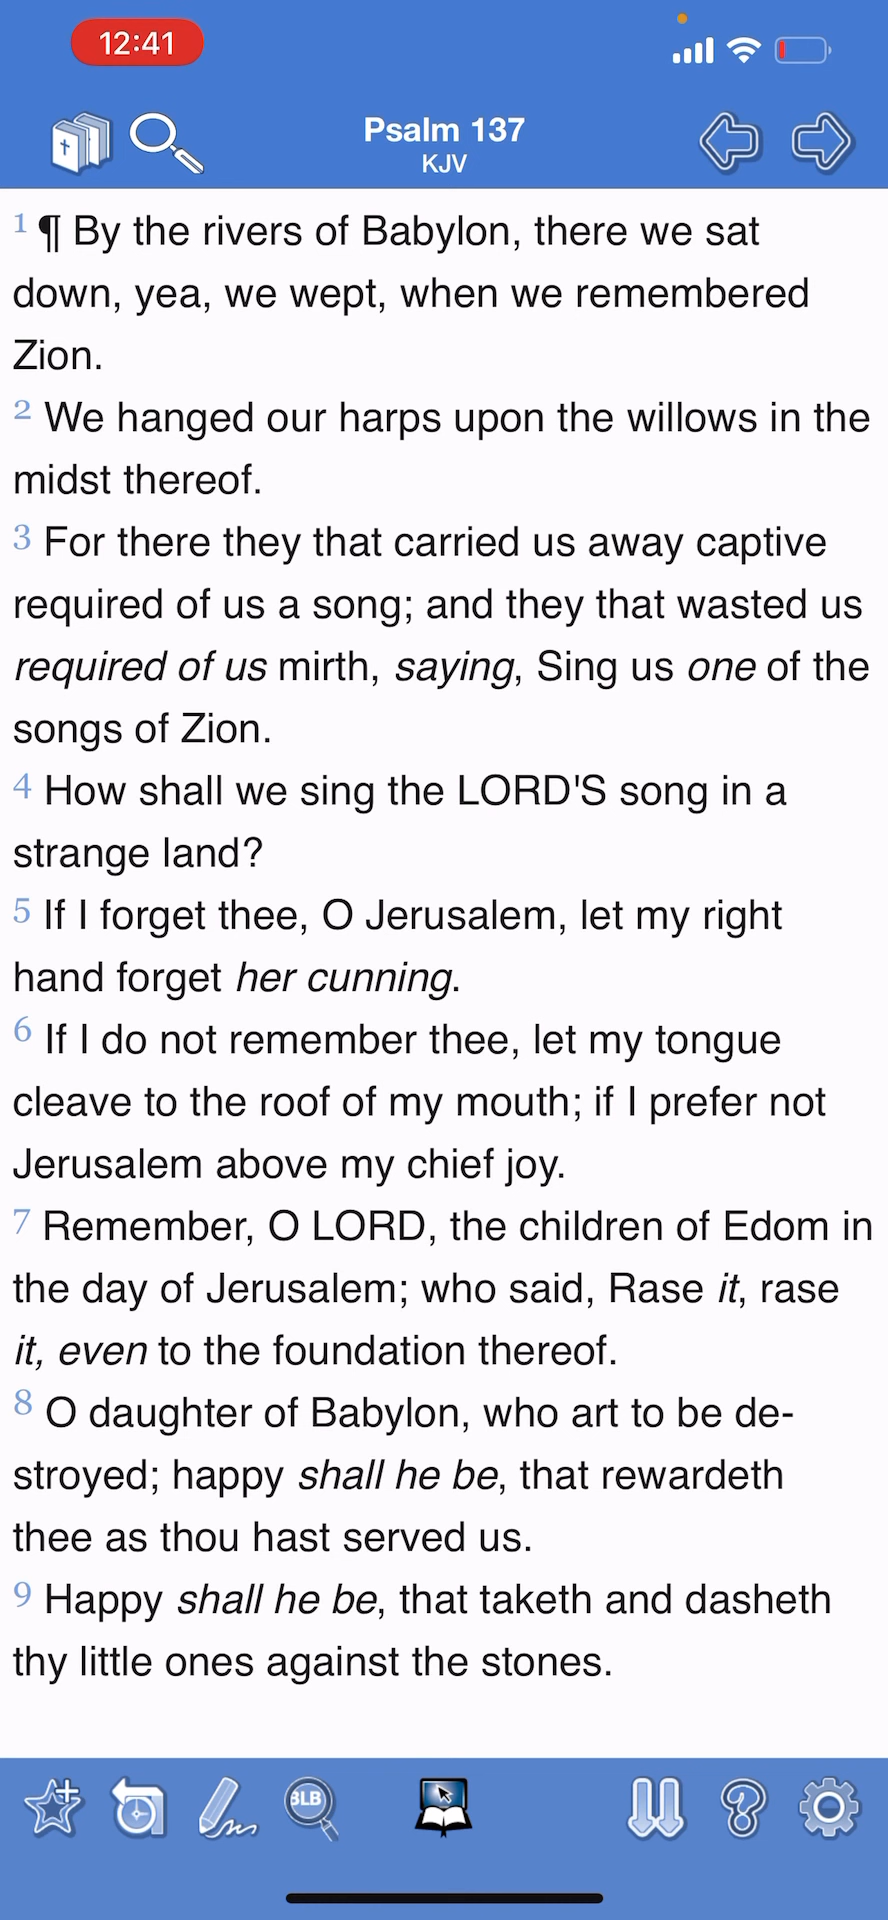 12:41
Psalm 137
KJV
1 ¶ By the rivers of Babylon, there we sat
down, yea, we wept, when we remembered
Zion.
2 We hanged our harps upon the willows in the
midst thereof.
3 For there they that carried us away captive
required of us a song; and they that wasted us
required of us mirth, saying, Sing us one of the
songs of Zion.
4 How shall we sing the LORD'S song in a
strange land?
5 If I forget thee, O Jerusalem, let my right
hand forget her cunning.
6 If I do not remember thee, let my tongue
cleave to the roof of my mouth; if I prefer not
Jerusalem above my chief joy.
7 Remember, O LORD, the children of Edom in
the day of Jerusalem; who said, Rase it, rase
it, even to the foundation thereof.
8 O daughter of Babylon, who art to be de-
stroyed; happy shall he be, that rewardeth
thee as thou hast served us.
9 Happy shall he be, that taketh and dasheth
thy little ones against the stones.
BLB